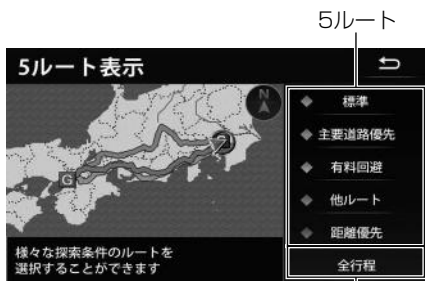 5ルート
5ルート表示
N
G
標準
主要道路優先
有料回避
他ルート
距離優先
全行程
様々な探索条件のルートを
選択することができます